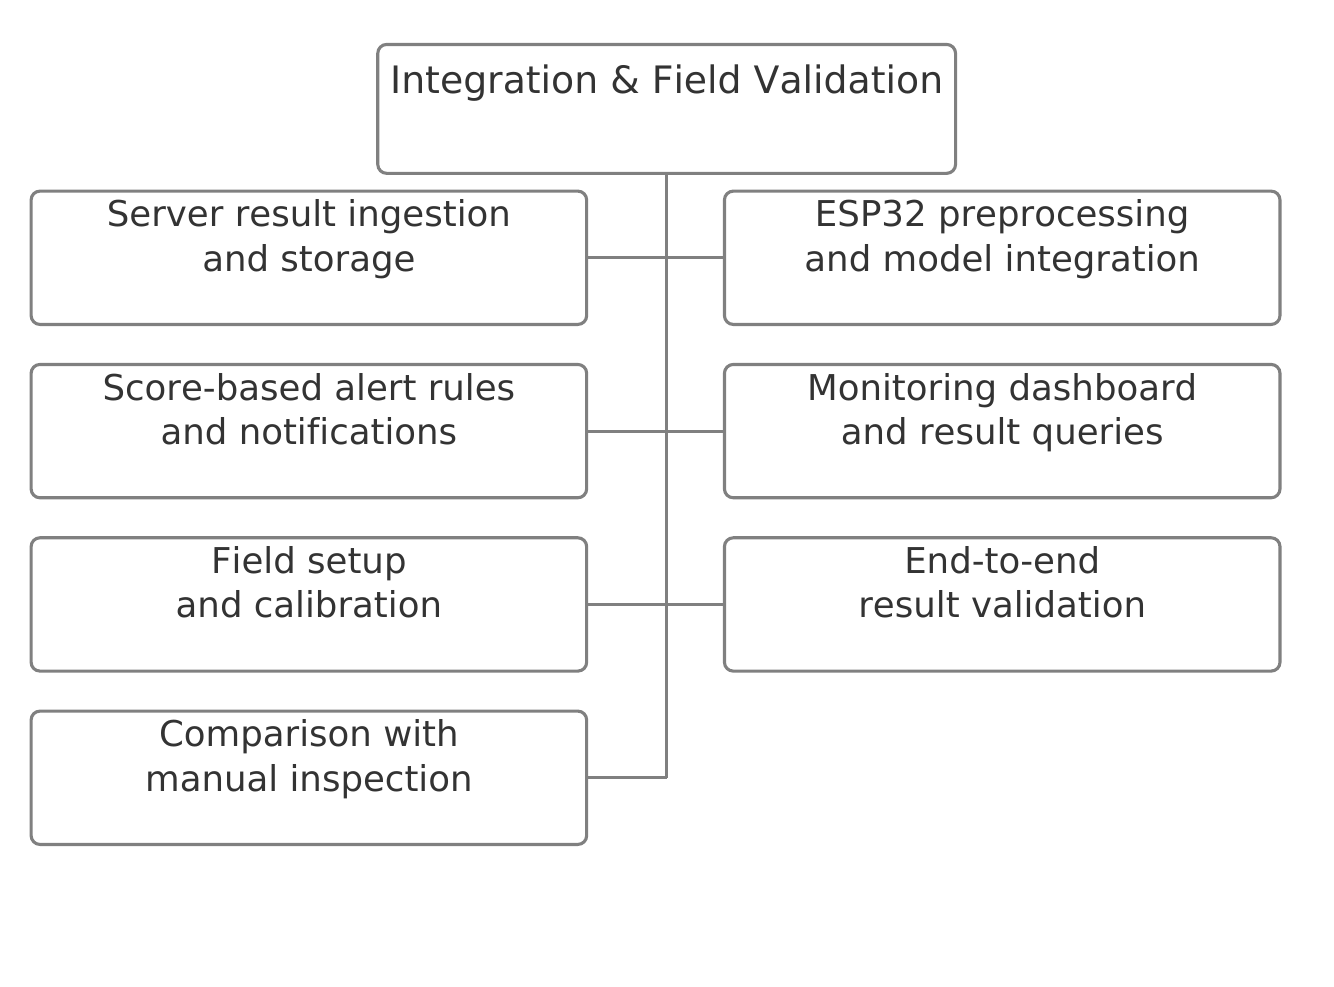 Integration & Field Validation
Server result ingestion
and storage
ESP32 preprocessing
and model integration
Score-based alert rules
and notifications
Monitoring dashboard
and result queries
Field setup
and calibration
End-to-end
result validation
Comparison with
manual inspection